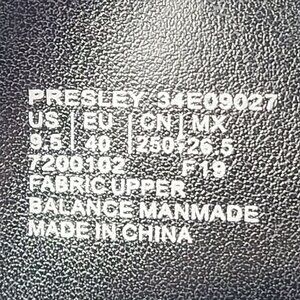 PRESLEY 34E09027
US | EU | CN | MX
9.5 | 40 | 250 | 26.5
7200102 F19
FABRIC UPPER
BALANCE MANMADE
MADE IN CHINA